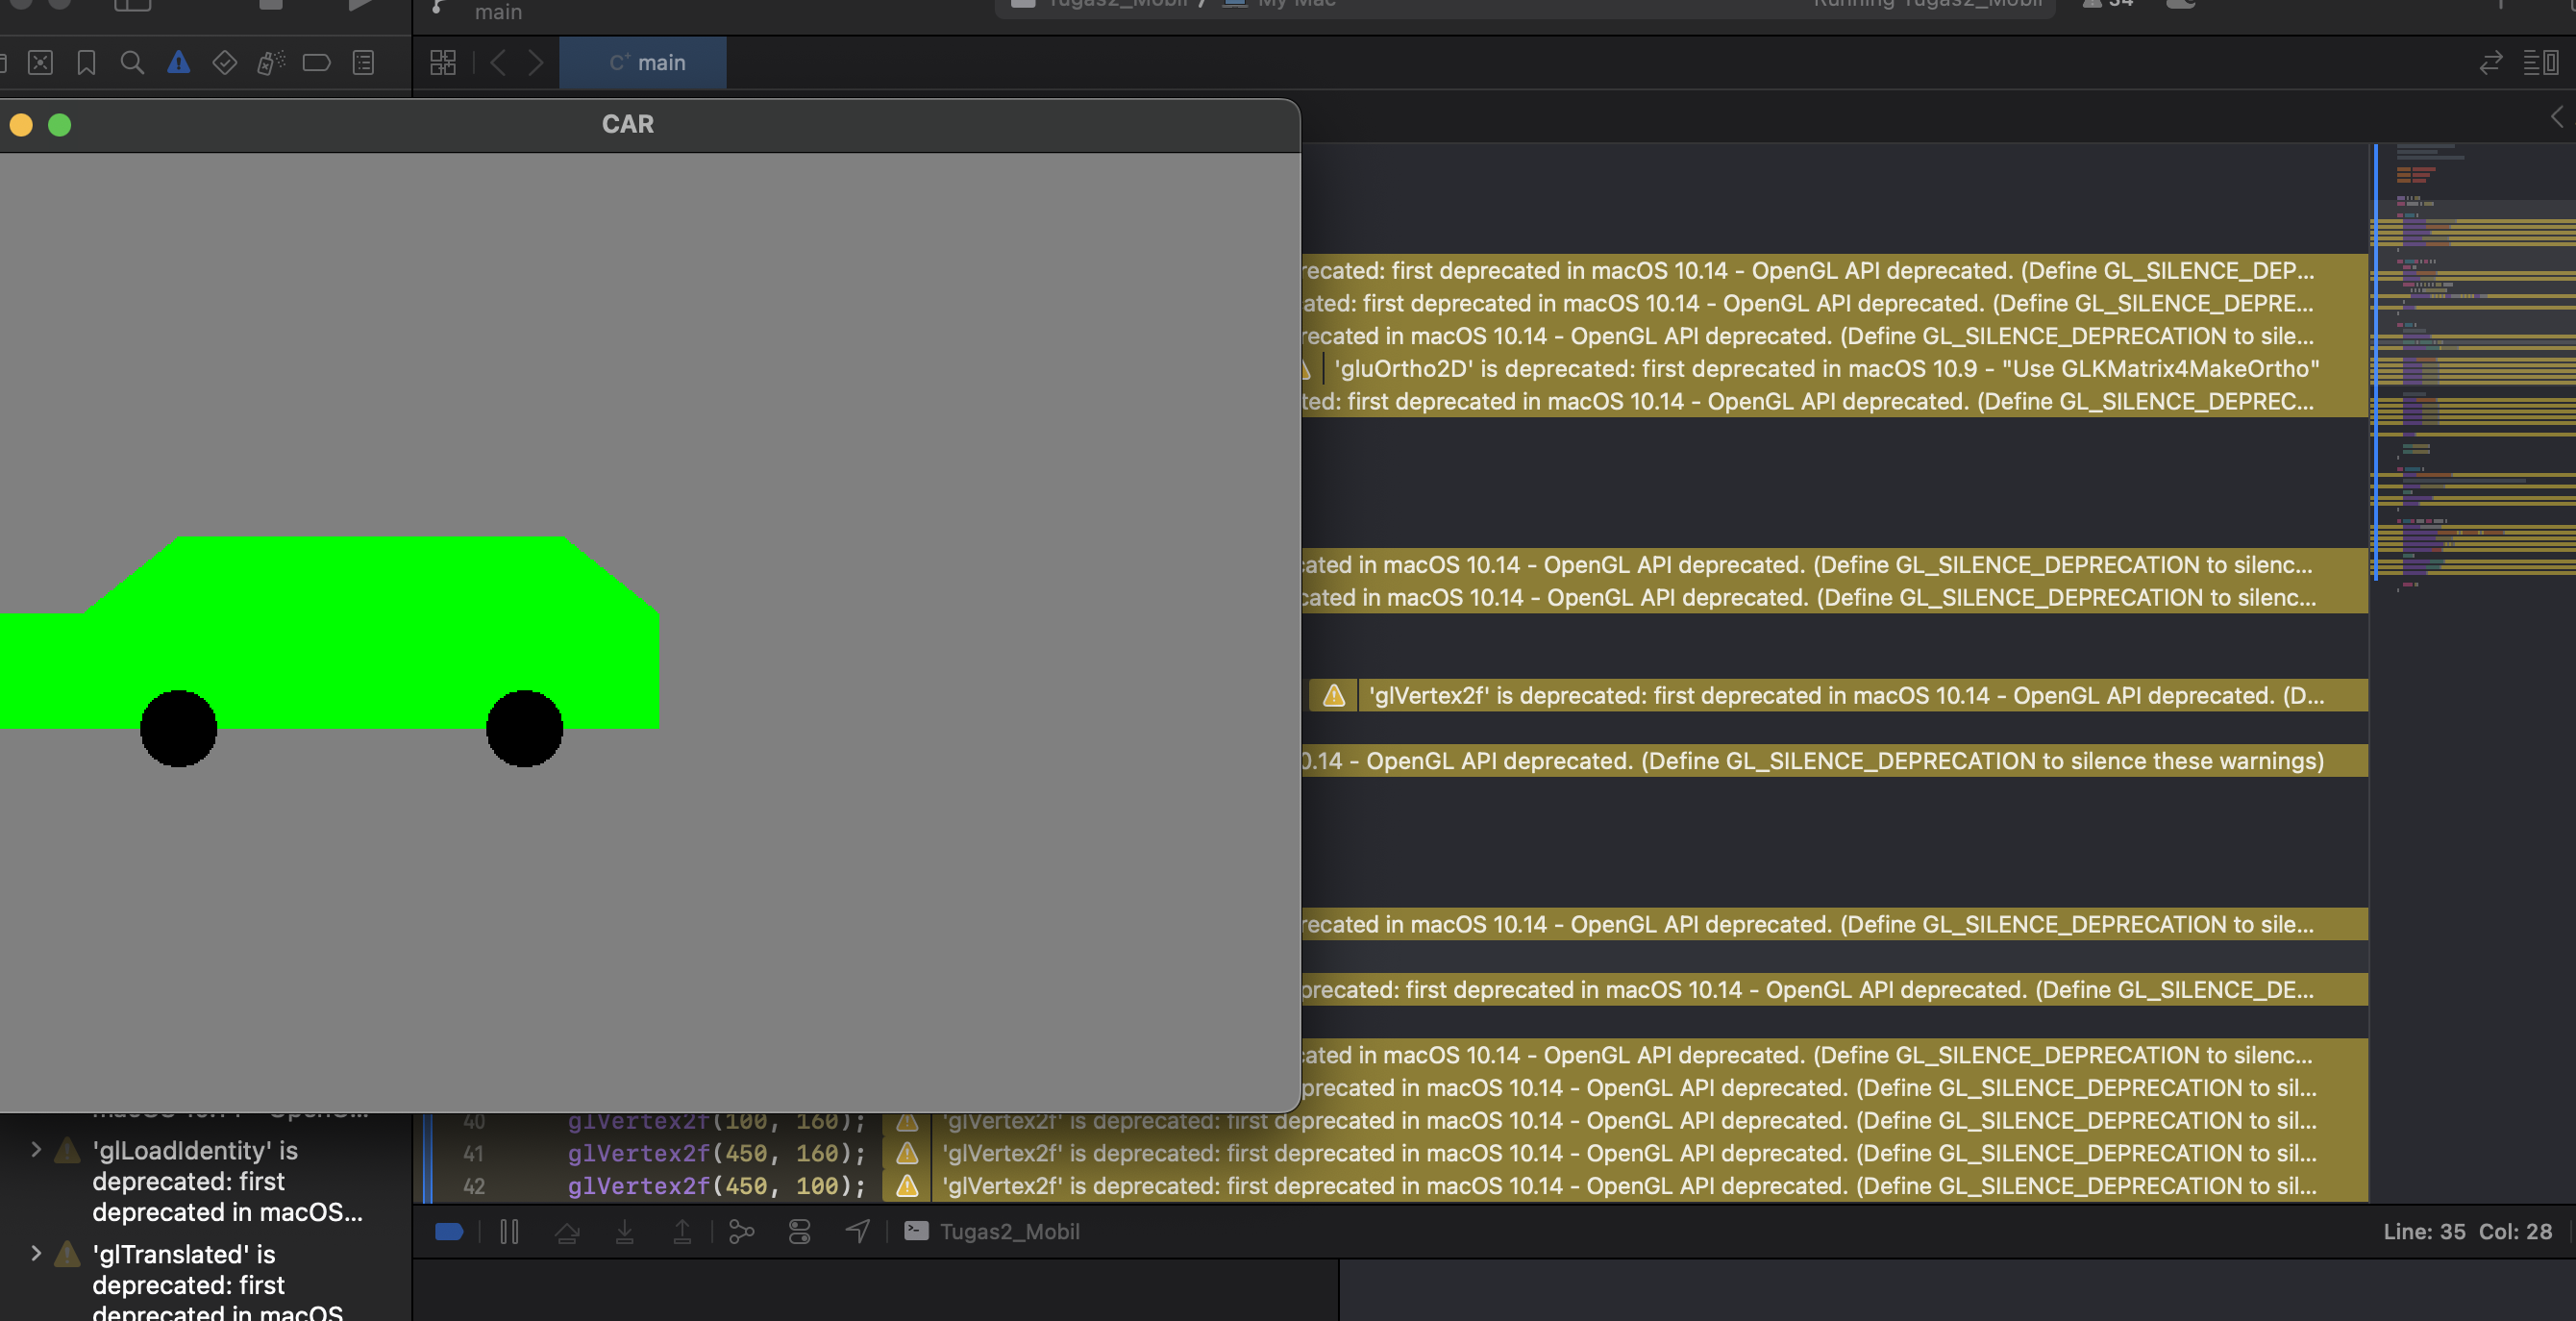 main
Tugas2_Mobil / My Mac
Running Tugas2_Mobil
34
main
CAR
recated: first deprecated in macOS 10.14 - OpenGL API deprecated. (Define GL_SILENCE_DEP...
ated: first deprecated in macOS 10.14 - OpenGL API deprecated. (Define GL_SILENCE_DEPRE...
recated in macOS 10.14 - OpenGL API deprecated. (Define GL_SILENCE_DEPRECATION to sile...
'gluOrtho2D' is deprecated: first deprecated in macOS 10.9 - "Use GLKMatrix4MakeOrtho"
ted: first deprecated in macOS 10.14 - OpenGL API deprecated. (Define GL_SILENCE_DEPREC...
cated in macOS 10.14 - OpenGL API deprecated. (Define GL_SILENCE_DEPRECATION to silenc...
cated in macOS 10.14 - OpenGL API deprecated. (Define GL_SILENCE_DEPRECATION to silenc...
'glVertex2f' is deprecated: first deprecated in macOS 10.14 - OpenGL API deprecated. (D...
0.14 - OpenGL API deprecated. (Define GL_SILENCE_DEPRECATION to silence these warnings)
recated in macOS 10.14 - OpenGL API deprecated. (Define GL_SILENCE_DEPRECATION to sile...
precated: first deprecated in macOS 10.14 - OpenGL API deprecated. (Define GL_SILENCE_DE...
cated in macOS 10.14 - OpenGL API deprecated. (Define GL_SILENCE_DEPRECATION to silenc...
precated in macOS 10.14 - OpenGL API deprecated. (Define GL_SILENCE_DEPRECATION to sil...
40 glVertex2f(100, 160); 'glVertex2f' is deprecated: first deprecated in macOS 10.14 - OpenGL API deprecated. (Define GL_SILENCE_DEPRECATION to sil...
41 glVertex2f(450, 160); 'glVertex2f' is deprecated: first deprecated in macOS 10.14 - OpenGL API deprecated. (Define GL_SILENCE_DEPRECATION to sil...
42 glVertex2f(450, 100); 'glVertex2f' is deprecated: first deprecated in macOS 10.14 - OpenGL API deprecated. (Define GL_SILENCE_DEPRECATION to sil...
macOS 10.14 - OpenG...
'glLoadIdentity' is
deprecated: first
deprecated in macOS...
'glTranslated' is
deprecated: first
deprecated in macOS
Tugas2_Mobil
Line: 35 Col: 28